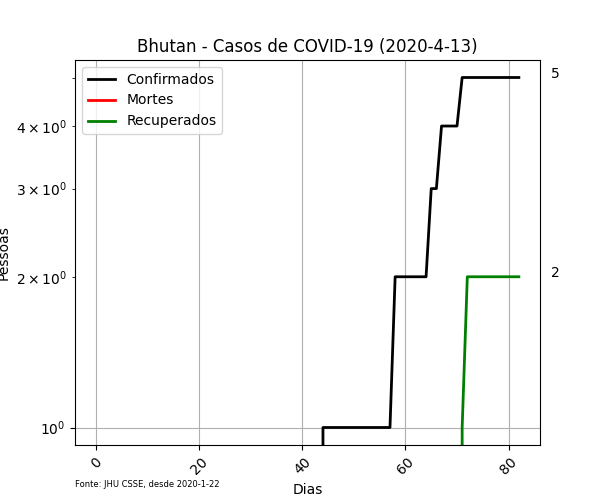 Bhutan - Casos de COVID-19 (2020-4-13)
Confirmados
Mortes
Recuperados
5
2
4 × 10⁰
3 × 10⁰
2 × 10⁰
10⁰
Pessoas
0 20 40 60 80
Dias
Fonte: JHU CSSE, desde 2020-1-22